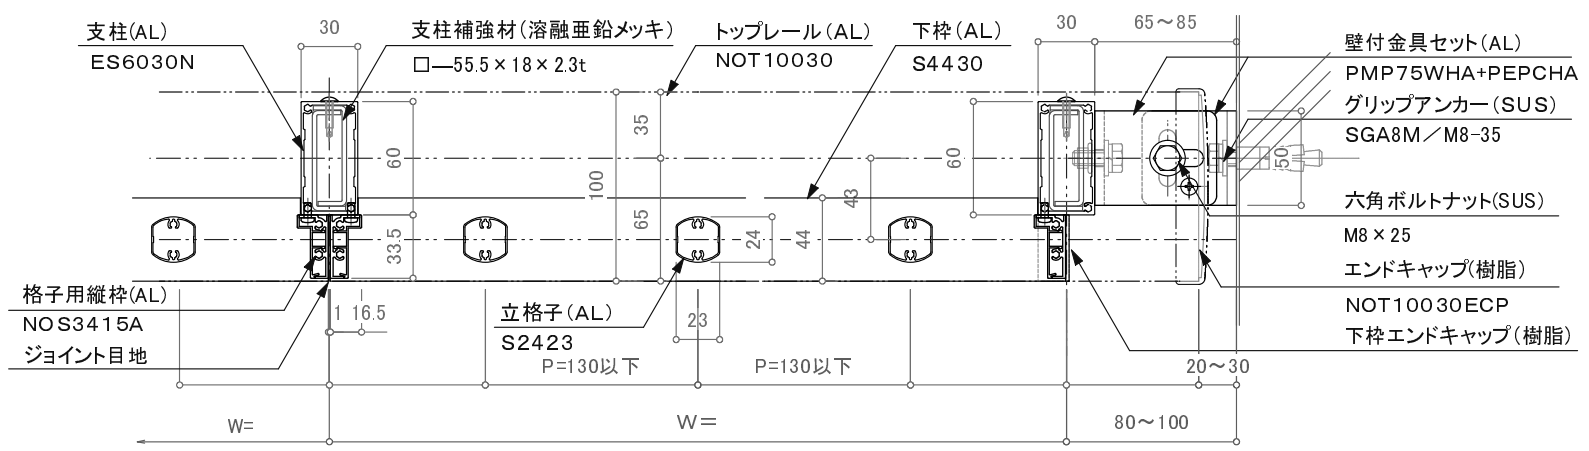 支柱(AL)
ES6030N
30
支柱補強材(溶融亜鉛メッキ)
□—55.5×18×2.3t
トップレール(AL)
NOT10030
下枠(AL)
S4430
30
65〜85
壁付金具セット(AL)
PMP75WHA+PEPCHA
グリップアンカー(SUS)
SGA8M／M8-35
六角ボルトナット(SUS)
M8×25
エンドキャップ(樹脂)
NOT10030ECP
下枠エンドキャップ(樹脂)
60
33.5
100
35
65
24
44
43
60
50
格子用縦枠(AL)
NOS3415A
ジョイント目地
1 16.5
立格子(AL)
S2423
23
P=130以下
P=130以下
20〜30
W=
W=
80〜100